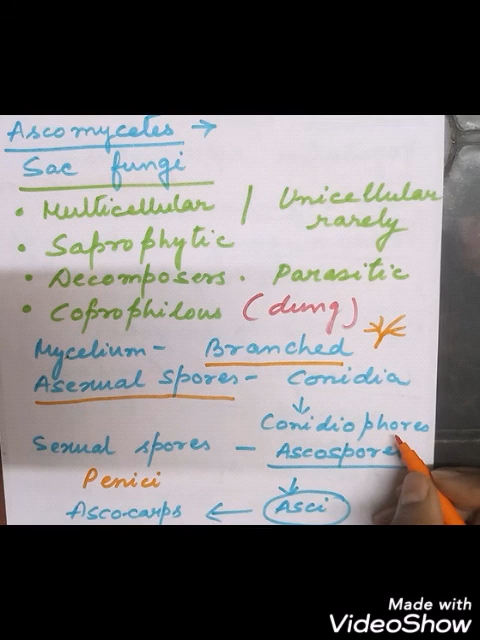 Ascomycetes →
Sac fungi
• Multicellular / Unicellular
rarely
• Saprophytic
• Decomposers • Parasitic
• Coprophilous (dung)
Mycelium - Branched
Asexual Spores - Conidia
↓
Conidiophores
Sexual spores - Ascospore
↓
Penici
Ascocarps ← Asci
Made with
VideoShow